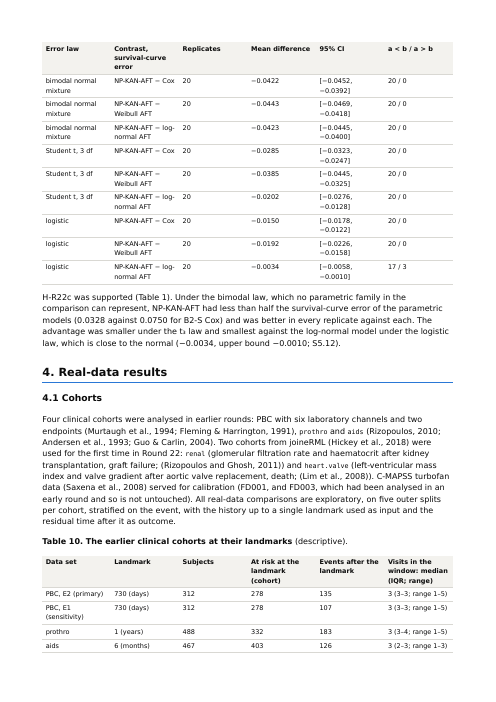 Error law | Contrast, survival-curve error | Replicates | Mean difference | 95% CI | a < b / a > b
bimodal normal mixture | NP-KAN-AFT − Cox | 20 | −0.0422 | [−0.0452, −0.0392] | 20 / 0
bimodal normal mixture | NP-KAN-AFT − Weibull AFT | 20 | −0.0443 | [−0.0469, −0.0418] | 20 / 0
bimodal normal mixture | NP-KAN-AFT − log-normal AFT | 20 | −0.0423 | [−0.0445, −0.0400] | 20 / 0
Student t, 3 df | NP-KAN-AFT − Cox | 20 | −0.0285 | [−0.0323, −0.0247] | 20 / 0
Student t, 3 df | NP-KAN-AFT − Weibull AFT | 20 | −0.0385 | [−0.0445, −0.0325] | 20 / 0
Student t, 3 df | NP-KAN-AFT − log-normal AFT | 20 | −0.0202 | [−0.0276, −0.0128] | 20 / 0
logistic | NP-KAN-AFT − Cox | 20 | −0.0150 | [−0.0178, −0.0122] | 20 / 0
logistic | NP-KAN-AFT − Weibull AFT | 20 | −0.0192 | [−0.0226, −0.0158] | 20 / 0
logistic | NP-KAN-AFT − log-normal AFT | 20 | −0.0034 | [−0.0058, −0.0010] | 17 / 3
H-R22c was supported (Table 1). Under the bimodal law, which no parametric family in the
comparison can represent, NP-KAN-AFT had less than half the survival-curve error of the parametric
models (0.0328 against 0.0750 for B2-S Cox) and was better in every replicate against each. The
advantage was smaller under the t₃ law and smallest against the log-normal model under the logistic
law, which is close to the normal (−0.0034, upper bound −0.0010; S5.12).
4. Real-data results
4.1 Cohorts
Four clinical cohorts were analysed in earlier rounds: PBC with six laboratory channels and two
endpoints (Murtaugh et al., 1994; Fleming & Harrington, 1991), prothro and aids (Rizopoulos, 2010;
Andersen et al., 1993; Guo & Carlin, 2004). Two cohorts from joineRML (Hickey et al., 2018) were
used for the first time in Round 22: renal (glomerular filtration rate and haematocrit after kidney
transplantation, graft failure; (Rizopoulos and Ghosh, 2011)) and heart.valve (left-ventricular mass
index and valve gradient after aortic valve replacement, death; (Lim et al., 2008)). C-MAPSS turbofan
data (Saxena et al., 2008) served for calibration (FD001, and FD003, which had been analysed in an
early round and so is not untouched). All real-data comparisons are exploratory, on five outer splits
per cohort, stratified on the event, with the history up to a single landmark used as input and the
residual time after it as outcome.
Table 10. The earlier clinical cohorts at their landmarks (descriptive).
Data set | Landmark | Subjects | At risk at the landmark (cohort) | Events after the landmark | Visits in the window: median (IQR; range)
PBC, E2 (primary) | 730 (days) | 312 | 278 | 135 | 3 (3–3; range 1–5)
PBC, E1 (sensitivity) | 730 (days) | 312 | 278 | 107 | 3 (3–3; range 1–5)
prothro | 1 (years) | 488 | 332 | 183 | 3 (3–4; range 1–5)
aids | 6 (months) | 467 | 403 | 126 | 3 (2–3; range 1–3)